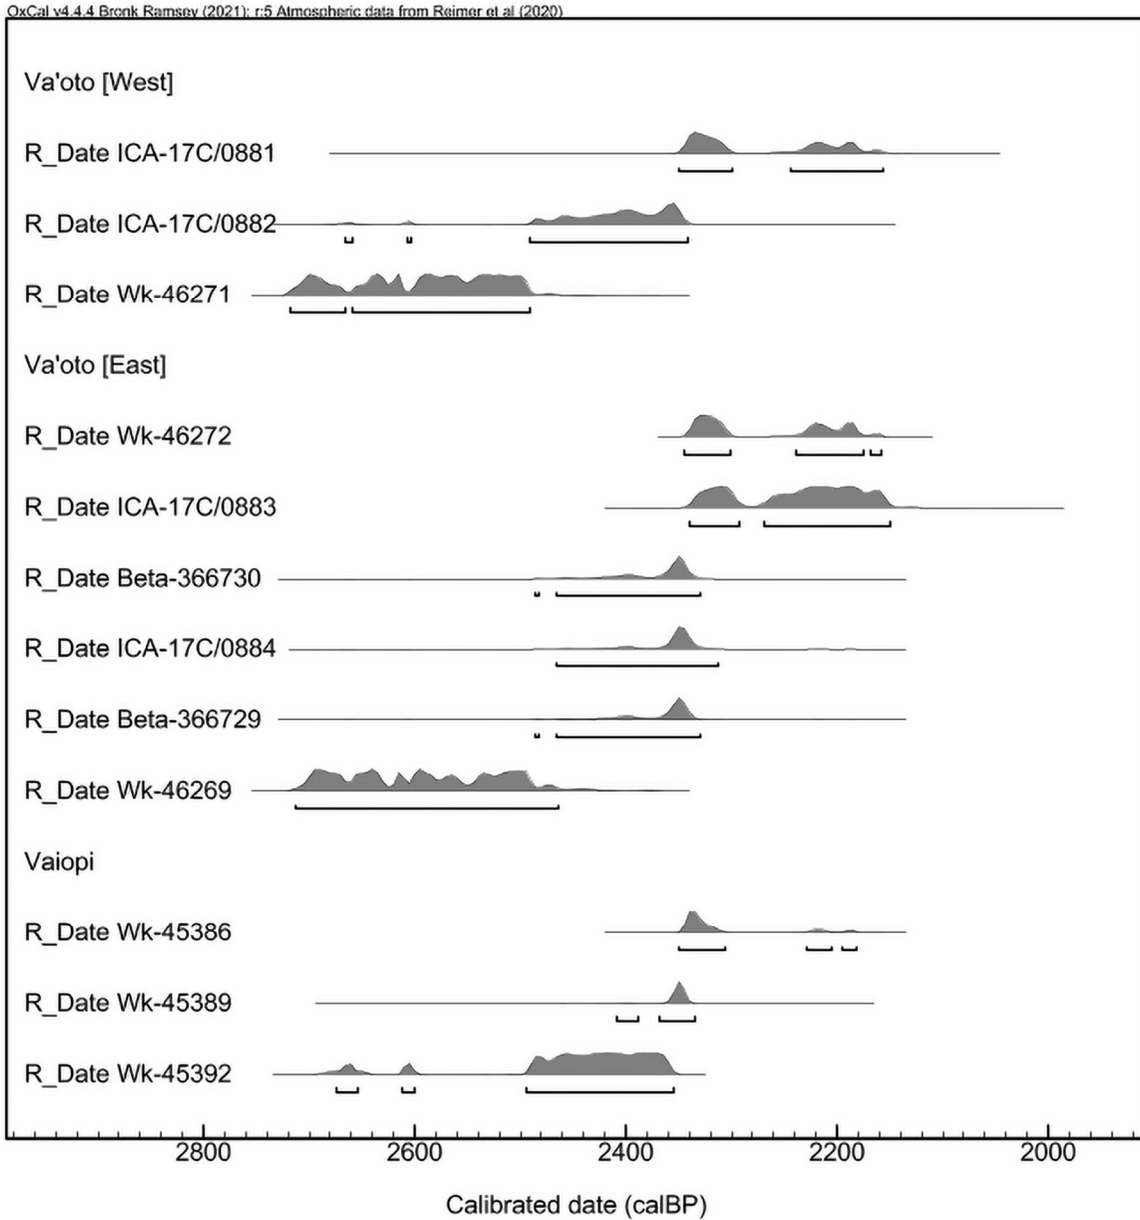 OxCal v4.4.4 Bronk Ramsey (2021); r:5 Atmospheric data from Reimer et al (2020)
Va'oto [West]
R_Date ICA-17C/0881
R_Date ICA-17C/0882
R_Date Wk-46271
Va'oto [East]
R_Date Wk-46272
R_Date ICA-17C/0883
R_Date Beta-366730
R_Date ICA-17C/0884
R_Date Beta-366729
R_Date Wk-46269
Vaiopi
R_Date Wk-45386
R_Date Wk-45389
R_Date Wk-45392
2800 2600 2400 2200 2000
Calibrated date (calBP)